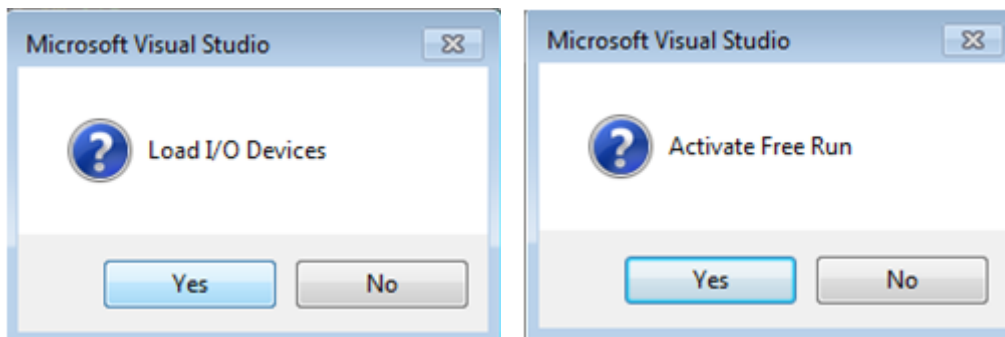 Microsoft Visual Studio
Load I/O Devices
Yes No
Microsoft Visual Studio
Activate Free Run
Yes No